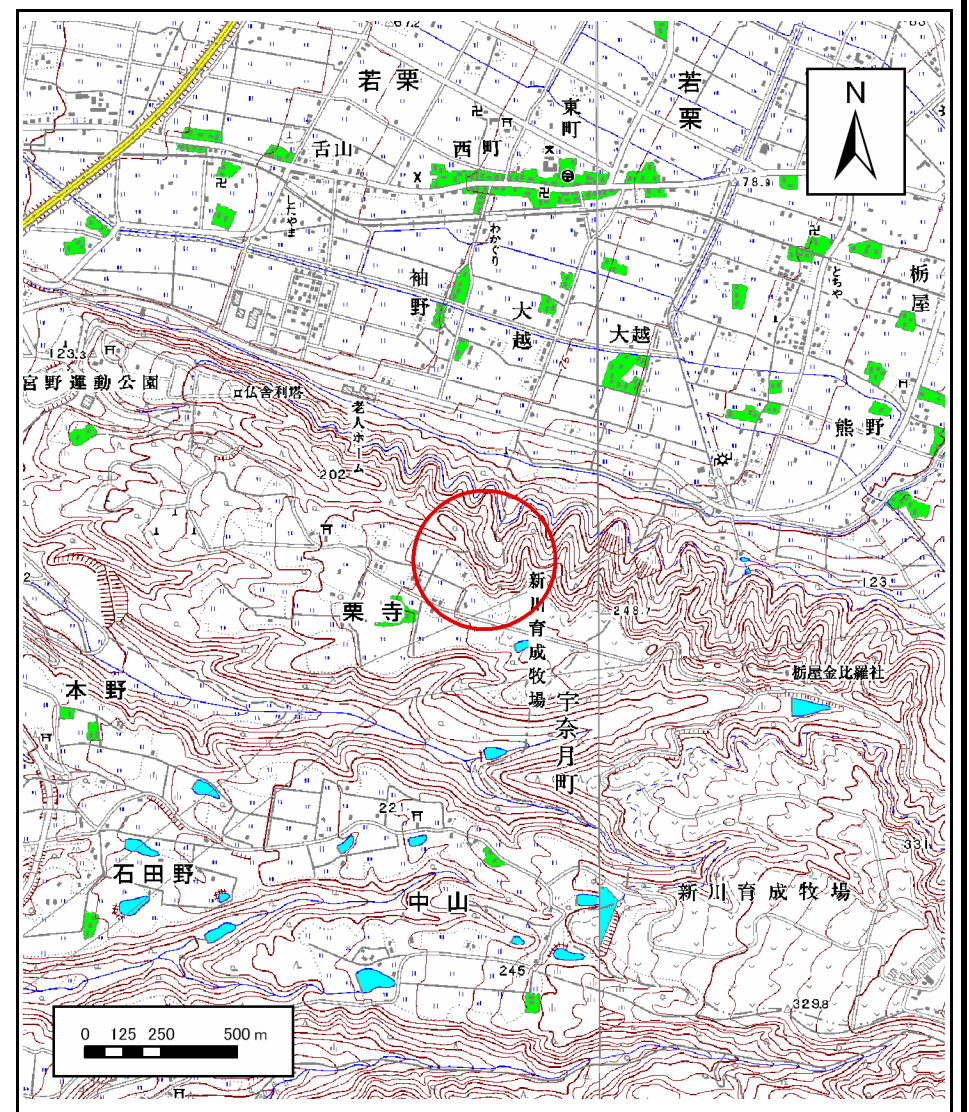 67.2
83
若栗
若栗
N
東町
舌山
西町
78.9
したやま
わかぐり
とちや
栃屋
袖野
大越
大越
123.3
宮野運動公園
仏舎利塔
老人ホーム
熊野
202
新川育成牧場
123
248.7
栗寺
本野
栃屋金比羅社
宇奈月町
221
331
石田野
中山
新川育成牧場
245
329.8
0 125 250 500 m